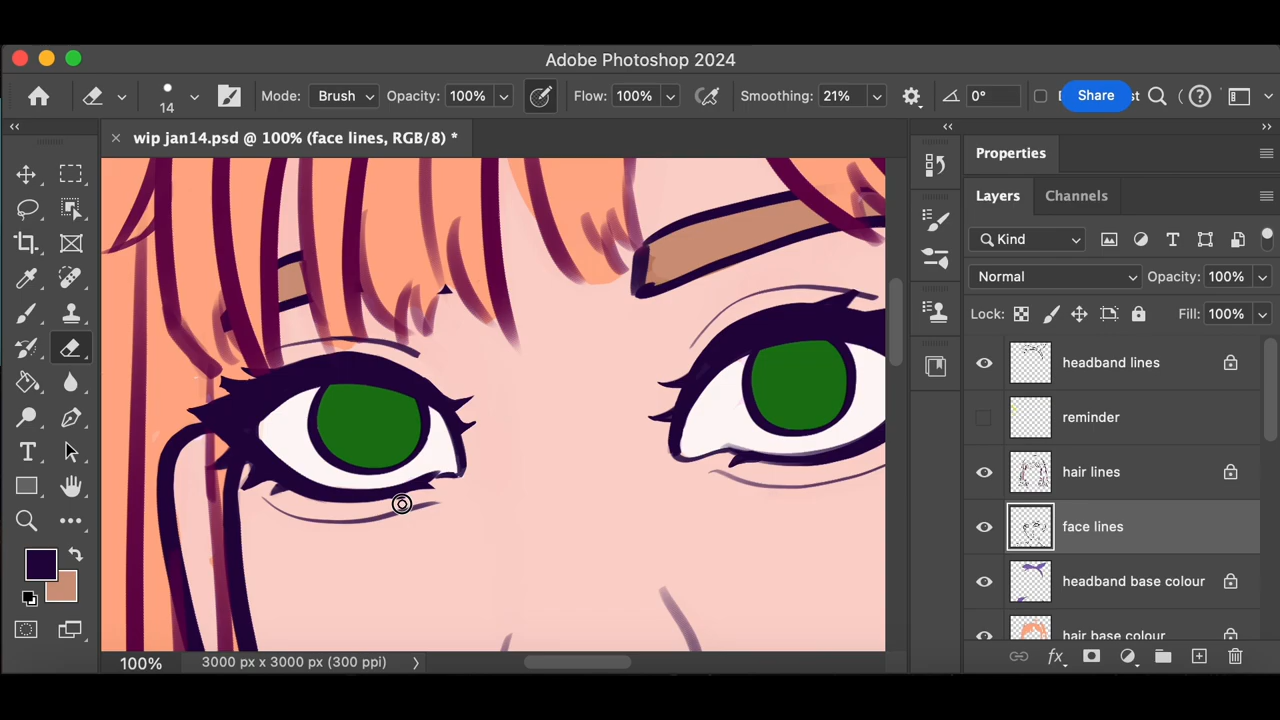 Adobe Photoshop 2024
14 Mode: Brush Opacity: 100% Flow: 100% Smoothing: 21% 0° Share
wip jan14.psd @ 100% (face lines, RGB/8) *
Properties
Layers Channels
Kind
Normal Opacity: 100%
Lock: Fill: 100%
headband lines
reminder
hair lines
face lines
headband base colour
hair base colour
100% 3000 px x 3000 px (300 ppi)